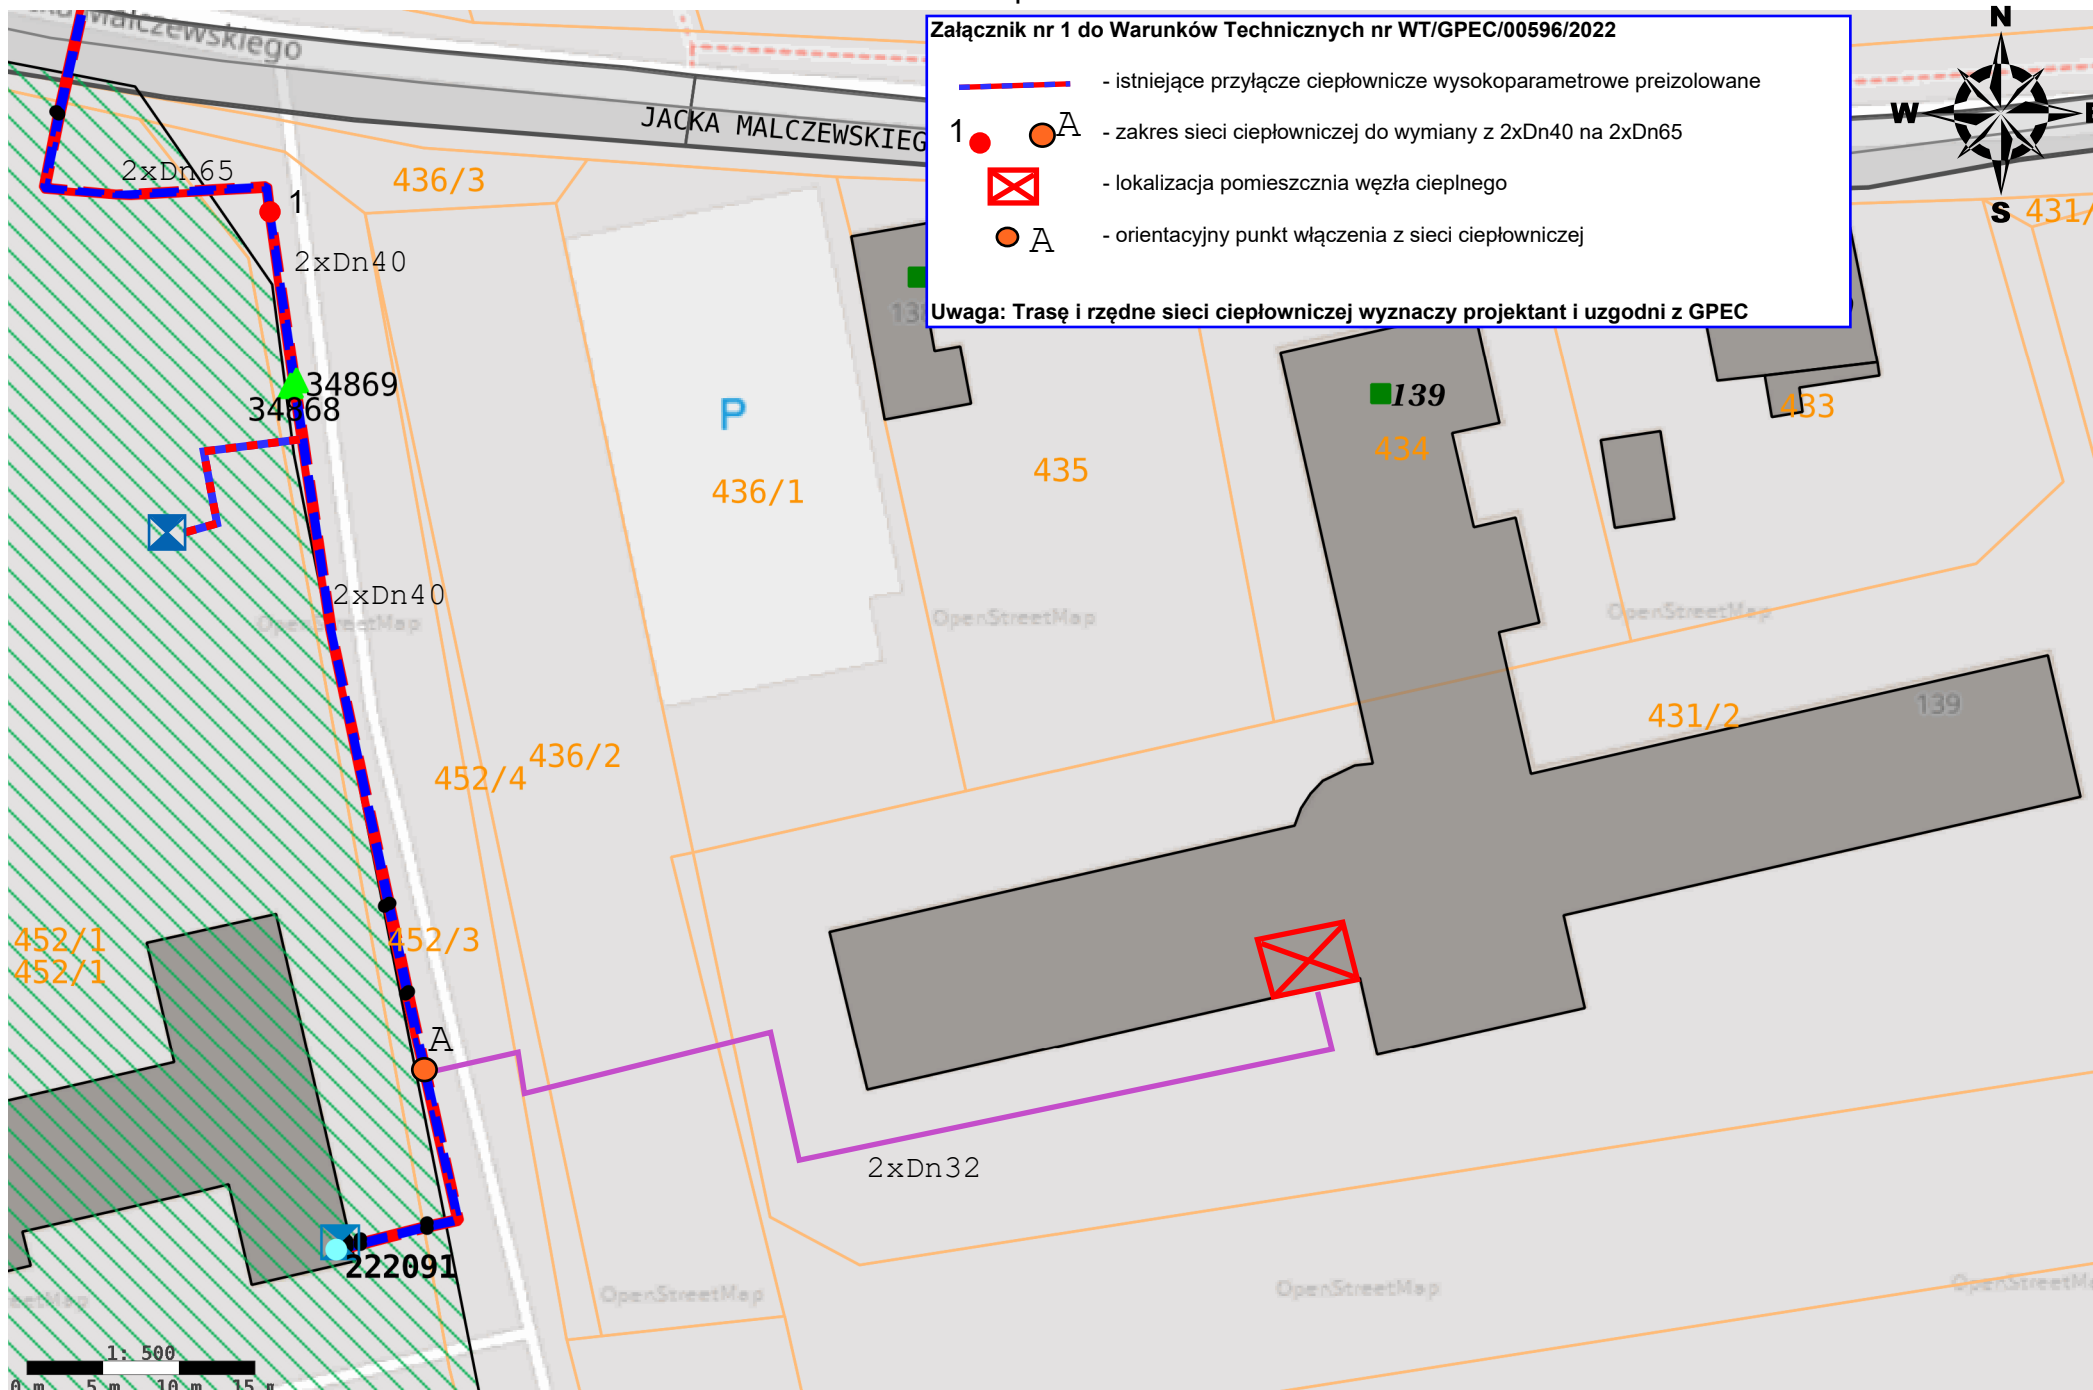 Malczewskiego
Załącznik nr 1 do Warunków Technicznych nr WT/GPEC/00596/2022
- istniejące przyłącze ciepłownicze wysokoparametrowe preizolowane
1 A - zakres sieci ciepłowniczej do wymiany z 2xDn40 na 2xDn65
- lokalizacja pomieszcznia węzła cieplnego
A - orientacyjny punkt włączenia z sieci ciepłowniczej
Uwaga: Trasę i rzędne sieci ciepłowniczej wyznaczy projektant i uzgodni z GPEC
N
W
S
JACKA MALCZEWSKIEG
2xDn65
436/3
1
431/
2xDn40
34869
34868
P
139
433
434
435
436/1
2xDn40
OpenStreetMap
OpenStreetMap
OpenStreetMap
139
431/2
436/2
452/4
452/3
452/1
452/1
A
2xDn32
222091
OpenStreetMap
OpenStreetMap
OpenStreetMap
eetMap
1: 500
0 m 5 m 10 m 15